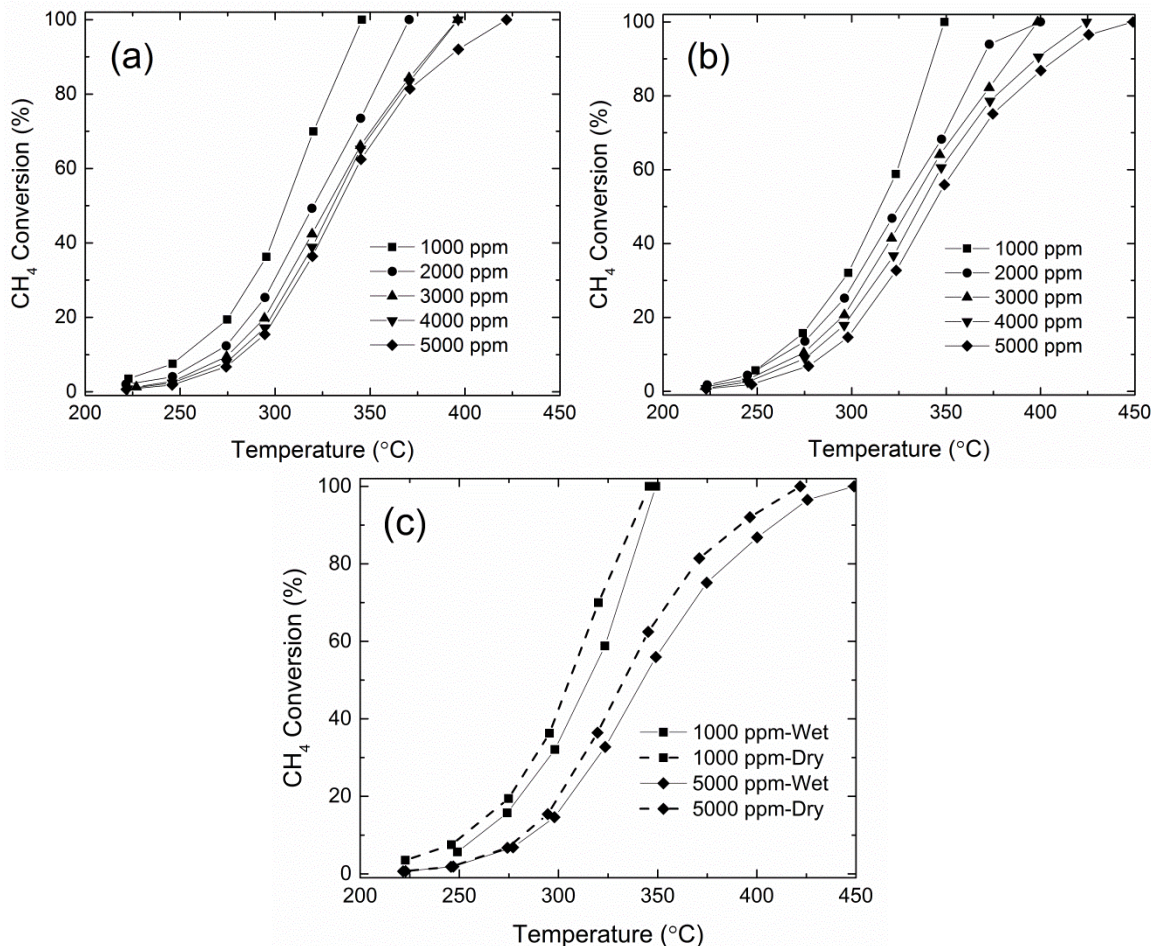 (a)
CH4 Conversion (%)
100
80
60
40
20
0
1000 ppm
2000 ppm
3000 ppm
4000 ppm
5000 ppm
200 250 300 350 400 450
Temperature (°C)
(b)
CH4 Conversion (%)
100
80
60
40
20
0
1000 ppm
2000 ppm
3000 ppm
4000 ppm
5000 ppm
200 250 300 350 400 450
Temperature (°C)
(c)
CH4 Conversion (%)
100
80
60
40
20
0
1000 ppm-Wet
1000 ppm-Dry
5000 ppm-Wet
5000 ppm-Dry
200 250 300 350 400 450
Temperature (°C)